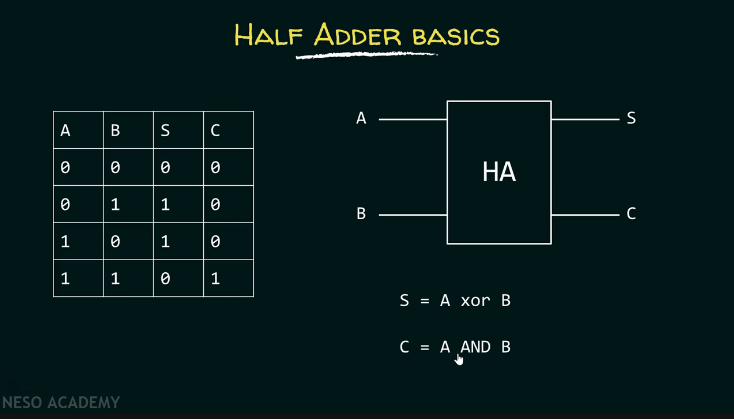 HALF ADDER BASICS
A B S C
0 0 0 0
0 1 1 0
1 0 1 0
1 1 0 1
A
S
HA
B
C
S = A xor B
C = A AND B
NESO ACADEMY